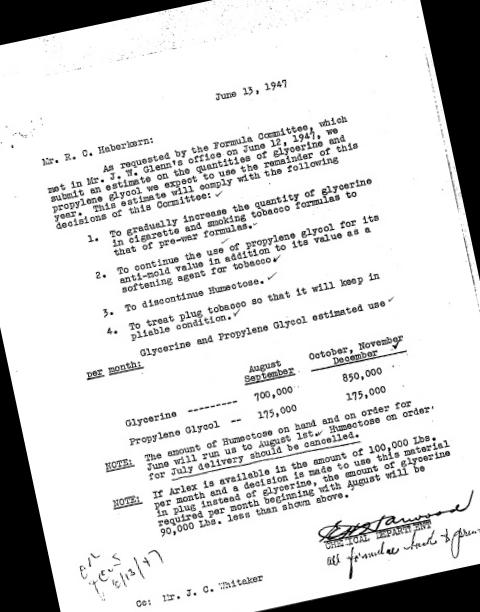 June 13, 1947
Mr. R. C. Haberkern:
As requested by the Formula Committee, which
met in Mr. J. W. Glenn's office on June 12, 1947, we
submit an estimate on the quantities of glycerine and
propylene glycol we expect to use the remainder of this
year. This estimate will comply with the following
decisions of this Committee:
1. To gradually increase the quantity of glycerine
in cigarette and smoking tobacco formulas to
that of pre-war formulas.
2. To continue the use of propylene glycol for its
anti-mold value in addition to its value as a
softening agent for tobacco.
3. To discontinue Humectose.
4. To treat plug tobacco so that it will keep in
pliable condition.
Glycerine and Propylene Glycol estimated use
per month:
August September
October, November December
Glycerine --------- 700,000 850,000
Propylene Glycol -- 175,000 175,000
NOTE: The amount of Humectose on hand and on order for
June will run us to August 1st. Humectose on order
for July delivery should be cancelled.
NOTE: If Arlex is available in the amount of 100,000 Lbs.
per month and a decision is made to use this material
in plug instead of glycerine, the amount of glycerine
required per month beginning with August will be
90,000 Lbs. less than shown above.
CHEMICAL DEPARTMENT
all formulae back to
6/13/47
Cc: Mr. J. C. Whitaker